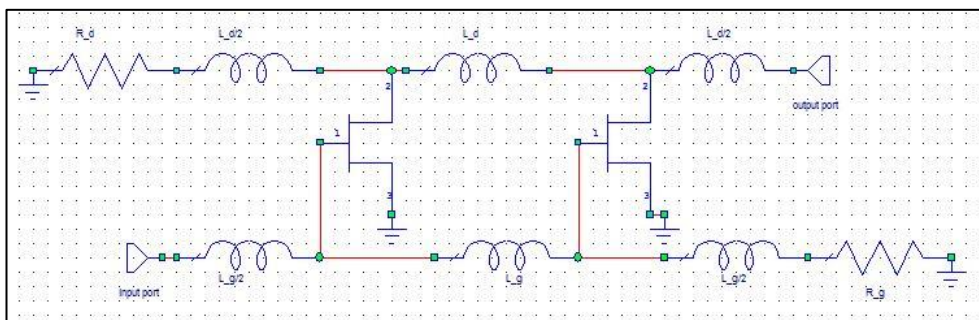 R_d
L_d/2
L_d
L_d/2
output port
2
2
1
1
3
3
Input port
L_g/2
L_g
L_g/2
R_g